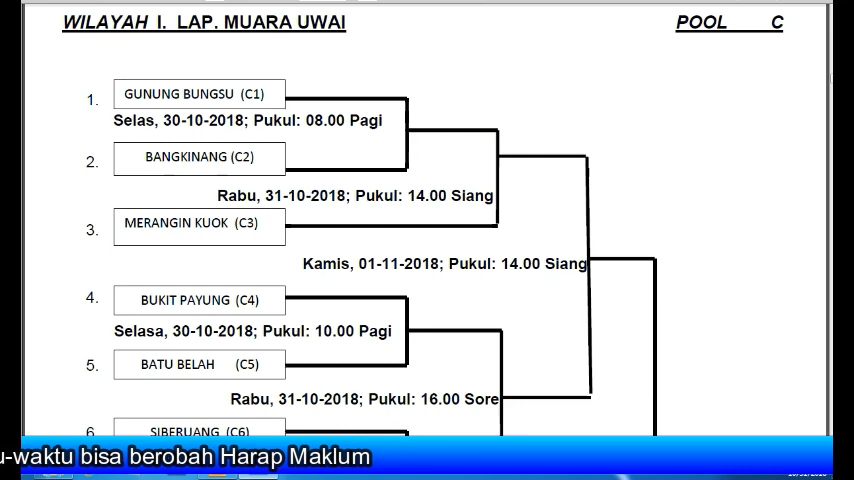 WILAYAH I. LAP. MUARA UWAI POOL C
1. GUNUNG BUNGSU (C1)
Selas, 30-10-2018; Pukul: 08.00 Pagi
2. BANGKINANG (C2)
Rabu, 31-10-2018; Pukul: 14.00 Siang
3. MERANGIN KUOK (C3)
Kamis, 01-11-2018; Pukul: 14.00 Siang
4. BUKIT PAYUNG (C4)
Selasa, 30-10-2018; Pukul: 10.00 Pagi
5. BATU BELAH (C5)
Rabu, 31-10-2018; Pukul: 16.00 Sore
6. SIBERUANG (C6)
u-waktu bisa berobah Harap Maklum